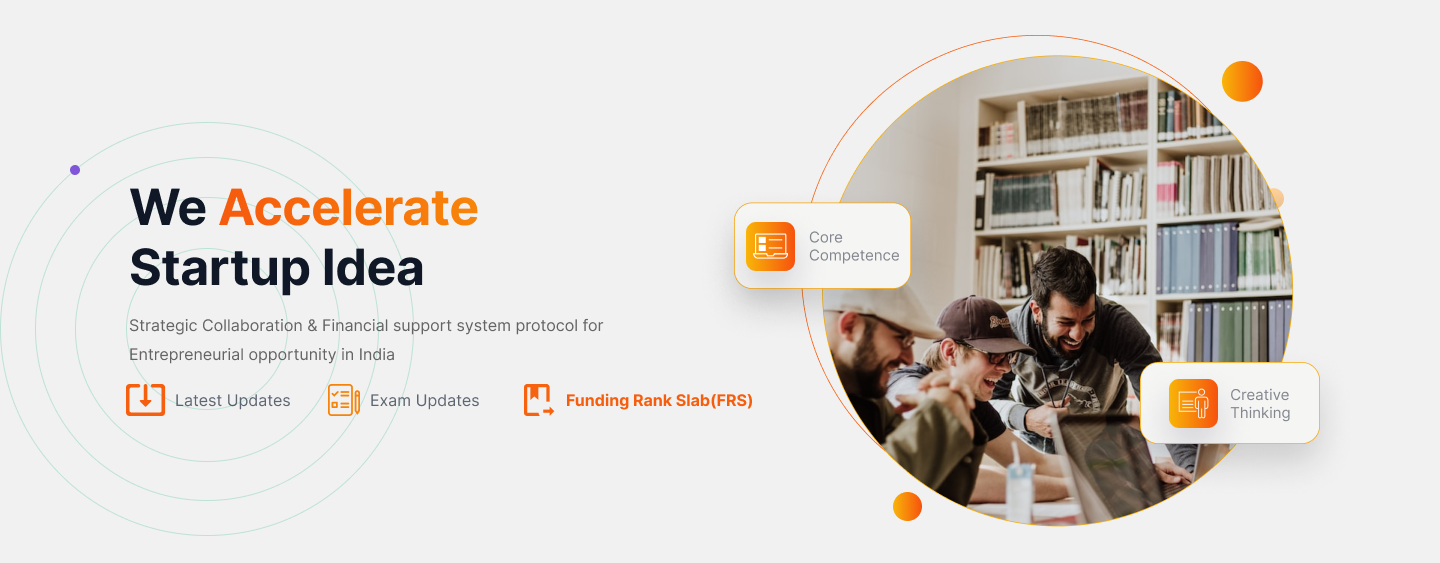 We Accelerate
Startup Idea
Strategic Collaboration & Financial support system protocol for
Entrepreneurial opportunity in India
Latest Updates
Exam Updates
Funding Rank Slab(FRS)
Core
Competence
Creative
Thinking